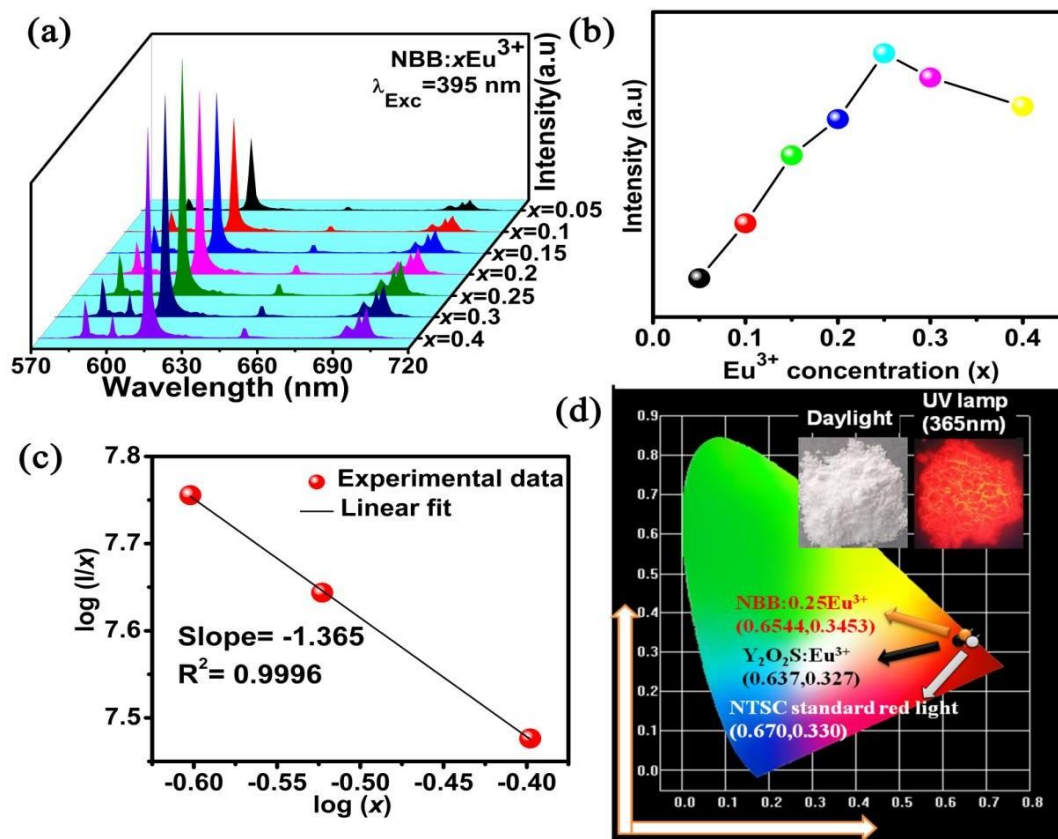 (a)
NBB:xEu³⁺
λExc=395 nm
Intensity(a.u)
x=0.05
x=0.1
x=0.15
x=0.2
x=0.25
x=0.3
x=0.4
570 600 630 660 690 720
Wavelength (nm)
(b)
Intensity (a.u)
0.0 0.1 0.2 0.3 0.4
Eu³⁺ concentration (x)
(c)
7.8
7.7
7.6
7.5
log (I/x)
Experimental data
Linear fit
Slope= -1.365
R²= 0.9996
-0.60 -0.55 -0.50 -0.45 -0.40
log (x)
(d)
0.9
0.8
0.7
0.6
0.5
0.4
0.3
0.2
0.1
0.0
Daylight
UV lamp
(365nm)
NBB:0.25Eu³⁺
(0.6544,0.3453)
Y₂O₂S:Eu³⁺
(0.637,0.327)
NTSC standard red light
(0.670,0.330)
0.0 0.1 0.2 0.3 0.4 0.5 0.6 0.7 0.8